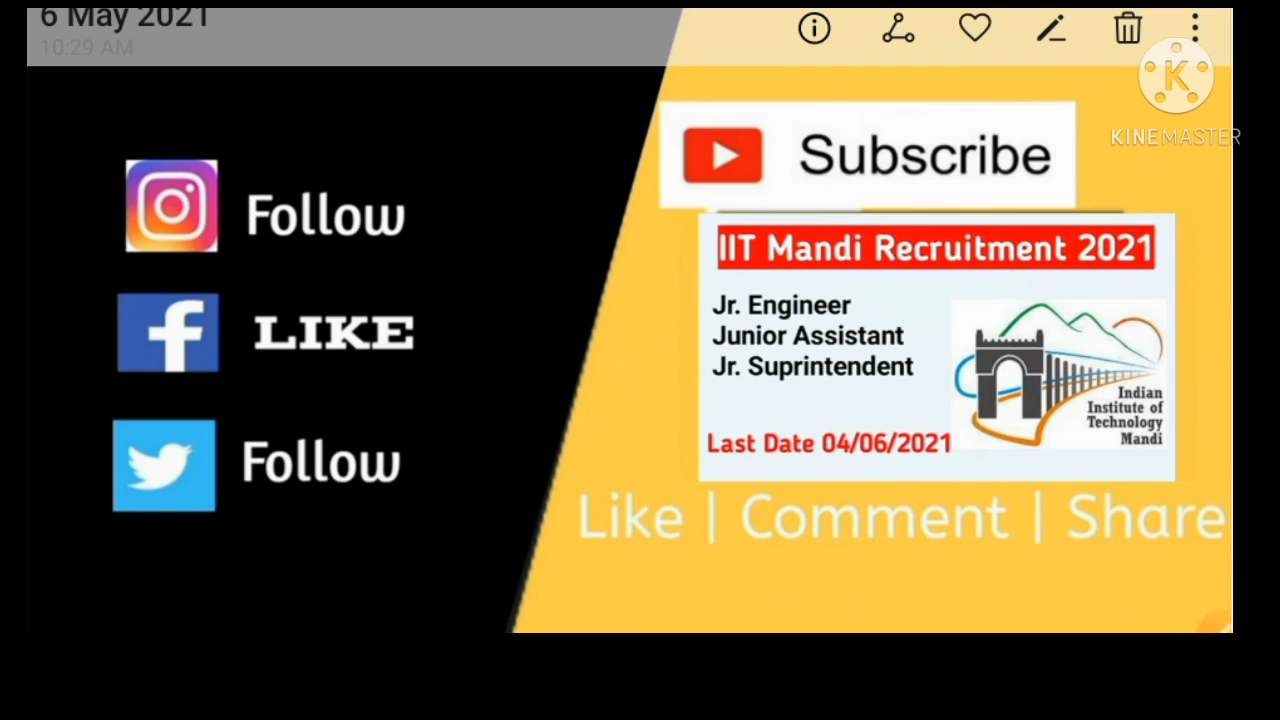 6 May 2021
10:29 AM
KINEMASTER
Subscribe
Follow
LIKE
Follow
IIT Mandi Recruitment 2021
Jr. Engineer
Junior Assistant
Jr. Suprintendent
Indian
Institute of
Technology
Mandi
Last Date 04/06/2021
Like | Comment | Share